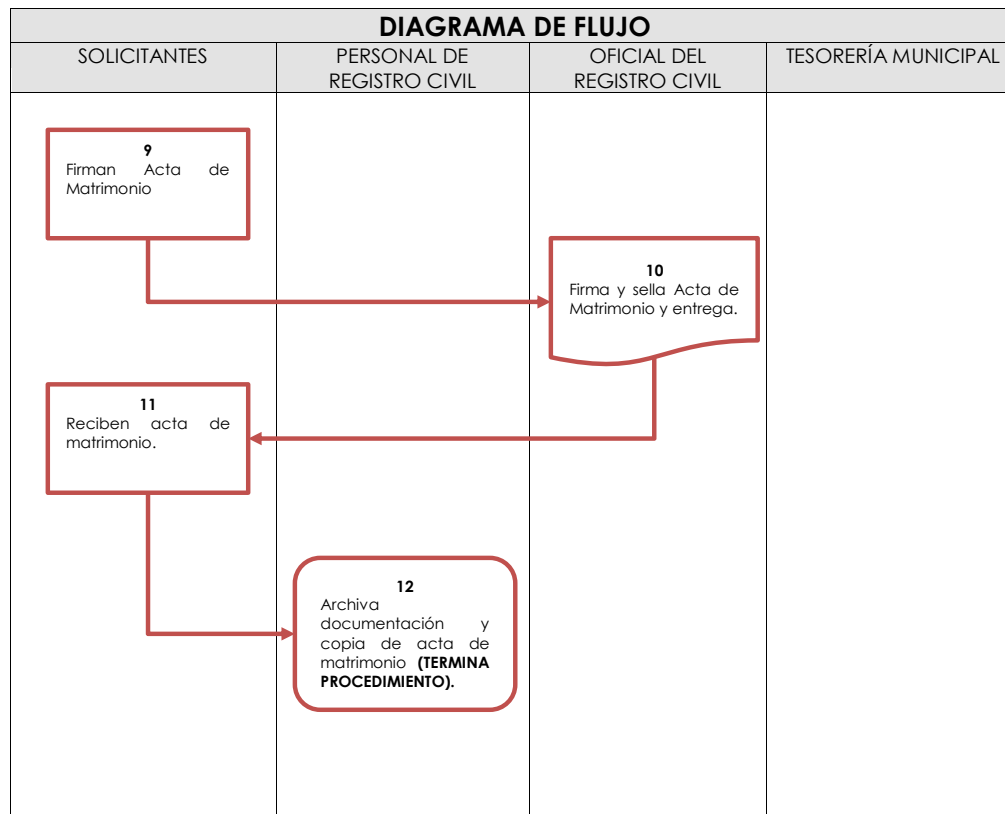 DIAGRAMA DE FLUJO
SOLICITANTES
PERSONAL DE
REGISTRO CIVIL
OFICIAL DEL
REGISTRO CIVIL
TESORERÍA MUNICIPAL
9
Firman Acta de
Matrimonio
10
Firma y sella Acta de
Matrimonio y entrega.
11
Reciben acta de
matrimonio.
12
Archiva
documentación y
copia de acta de
matrimonio (TERMINA
PROCEDIMIENTO).